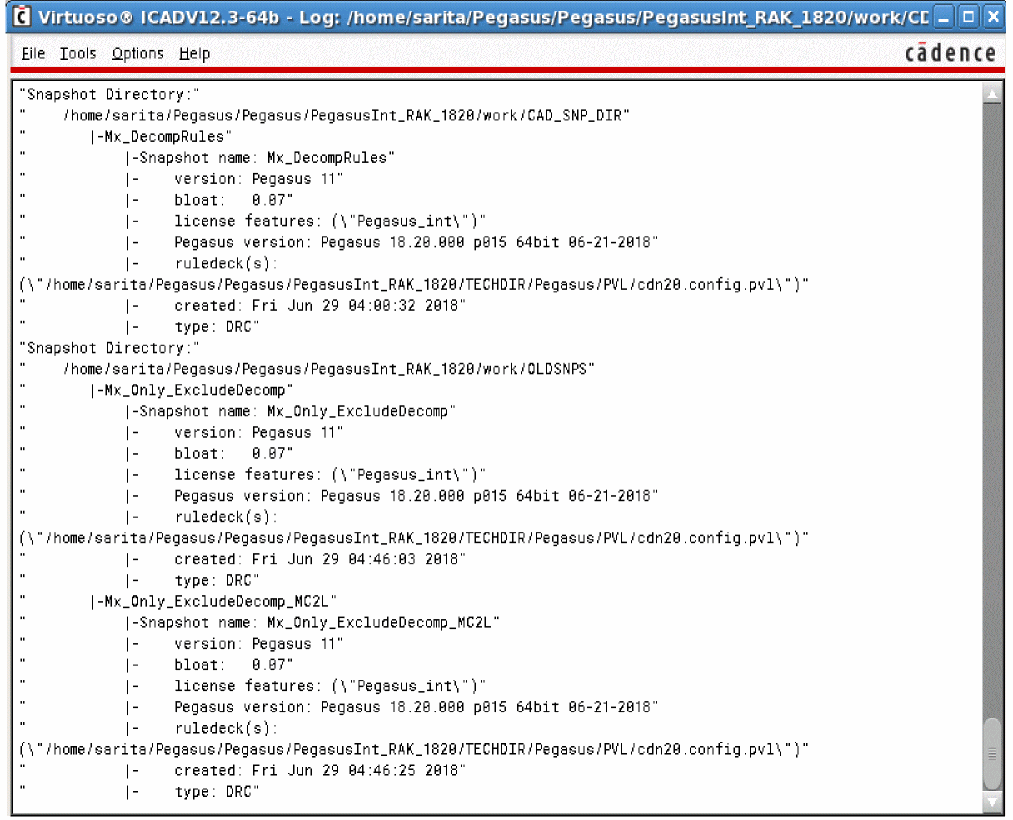 Virtuoso® ICADV12.3-64b - Log: /home/sarita/Pegasus/Pegasus/PegasusInt_RAK_1820/work/CD
File Tools Options Help
cādence
"Snapshot Directory:"
"     /home/sarita/Pegasus/Pegasus/PegasusInt_RAK_1820/work/CAD_SNP_DIR"
"        |-Mx_DecompRules"
"            |-Snapshot name: Mx_DecompRules"
"            |-    version: Pegasus 11"
"            |-    bloat:   0.07"
"            |-    license features: (\"Pegasus_int\")"
"            |-    Pegasus version: Pegasus 18.20.000 p015 64bit 06-21-2018"
"            |-    ruledeck(s):
(\"/home/sarita/Pegasus/Pegasus/PegasusInt_RAK_1820/TECHDIR/Pegasus/PVL/cdn20.config.pvl\")"
"            |-    created: Fri Jun 29 04:00:32 2018"
"            |-    type: DRC"
"Snapshot Directory:"
"     /home/sarita/Pegasus/Pegasus/PegasusInt_RAK_1820/work/OLDSNPS"
"        |-Mx_Only_ExcludeDecomp"
"            |-Snapshot name: Mx_Only_ExcludeDecomp"
"            |-    version: Pegasus 11"
"            |-    bloat:   0.07"
"            |-    license features: (\"Pegasus_int\")"
"            |-    Pegasus version: Pegasus 18.20.000 p015 64bit 06-21-2018"
"            |-    ruledeck(s):
(\"/home/sarita/Pegasus/Pegasus/PegasusInt_RAK_1820/TECHDIR/Pegasus/PVL/cdn20.config.pvl\")"
"            |-    created: Fri Jun 29 04:46:03 2018"
"            |-    type: DRC"
"        |-Mx_Only_ExcludeDecomp_MC2L"
"            |-Snapshot name: Mx_Only_ExcludeDecomp_MC2L"
"            |-    version: Pegasus 11"
"            |-    bloat:   0.07"
"            |-    license features: (\"Pegasus_int\")"
"            |-    Pegasus version: Pegasus 18.20.000 p015 64bit 06-21-2018"
"            |-    ruledeck(s):
(\"/home/sarita/Pegasus/Pegasus/PegasusInt_RAK_1820/TECHDIR/Pegasus/PVL/cdn20.config.pvl\")"
"            |-    created: Fri Jun 29 04:46:25 2018"
"            |-    type: DRC"